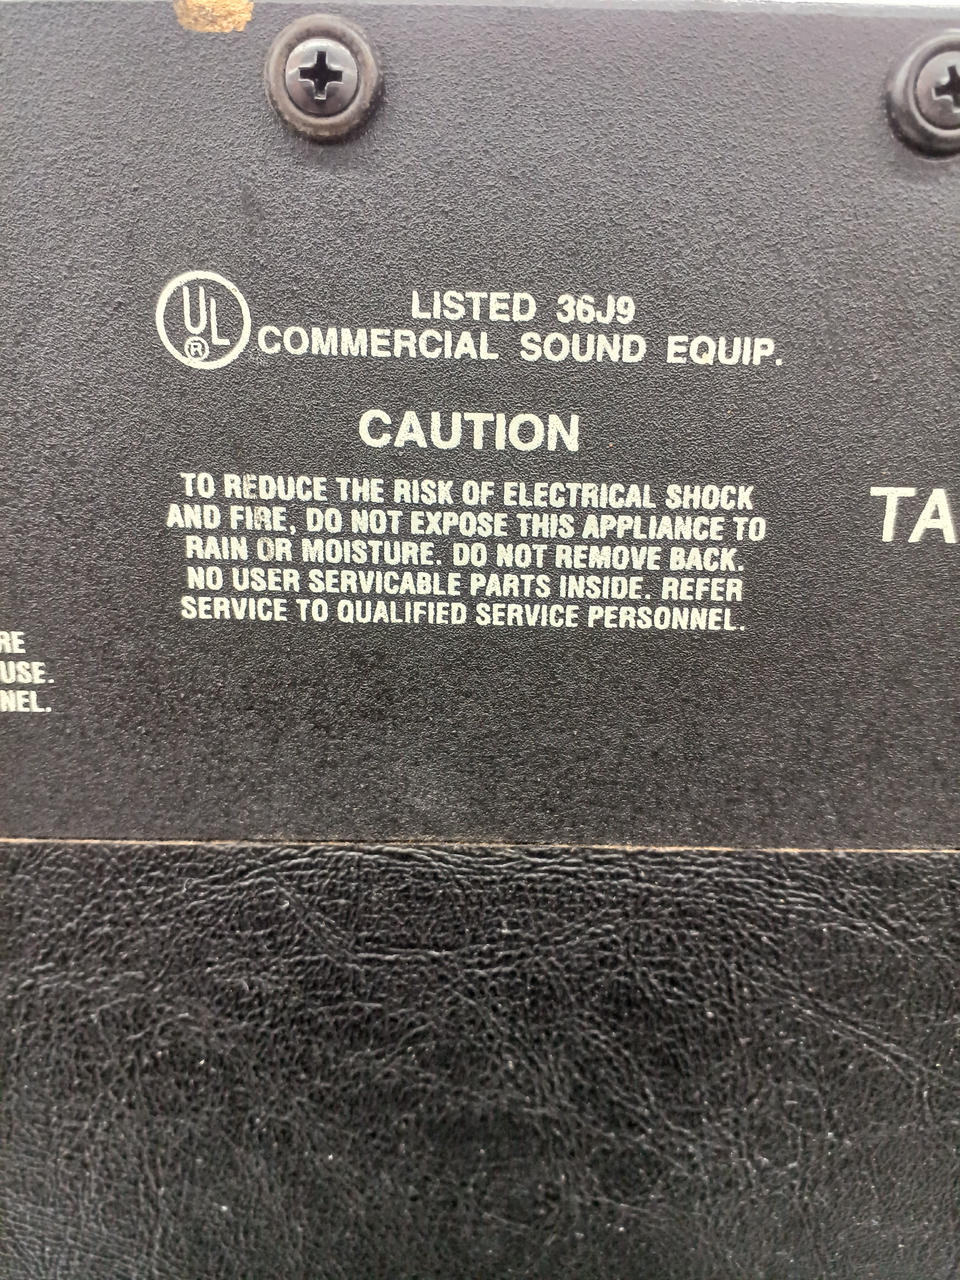 UL
®
LISTED 36J9
COMMERCIAL SOUND EQUIP.
CAUTION
TO REDUCE THE RISK OF ELECTRICAL SHOCK
AND FIRE, DO NOT EXPOSE THIS APPLIANCE TO
RAIN OR MOISTURE. DO NOT REMOVE BACK.
NO USER SERVICABLE PARTS INSIDE. REFER
SERVICE TO QUALIFIED SERVICE PERSONNEL.
TA
RE
USE.
NEL.